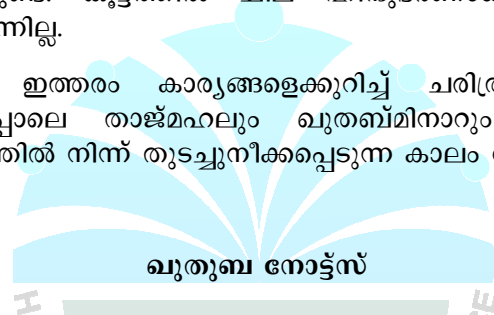 ന്നില്ല.
ഇത്തരം കാര്യങ്ങളെക്കുറിച്ച് ചരിത്ര
പ്പോലെ താജ്മഹലും ഖുതബ്മിനാറും
ത്തിൽ നിന്ന് തുടച്ചുനീക്കപ്പെടുന്ന കാലം
ഖുതുബ നോട്ട്സ്